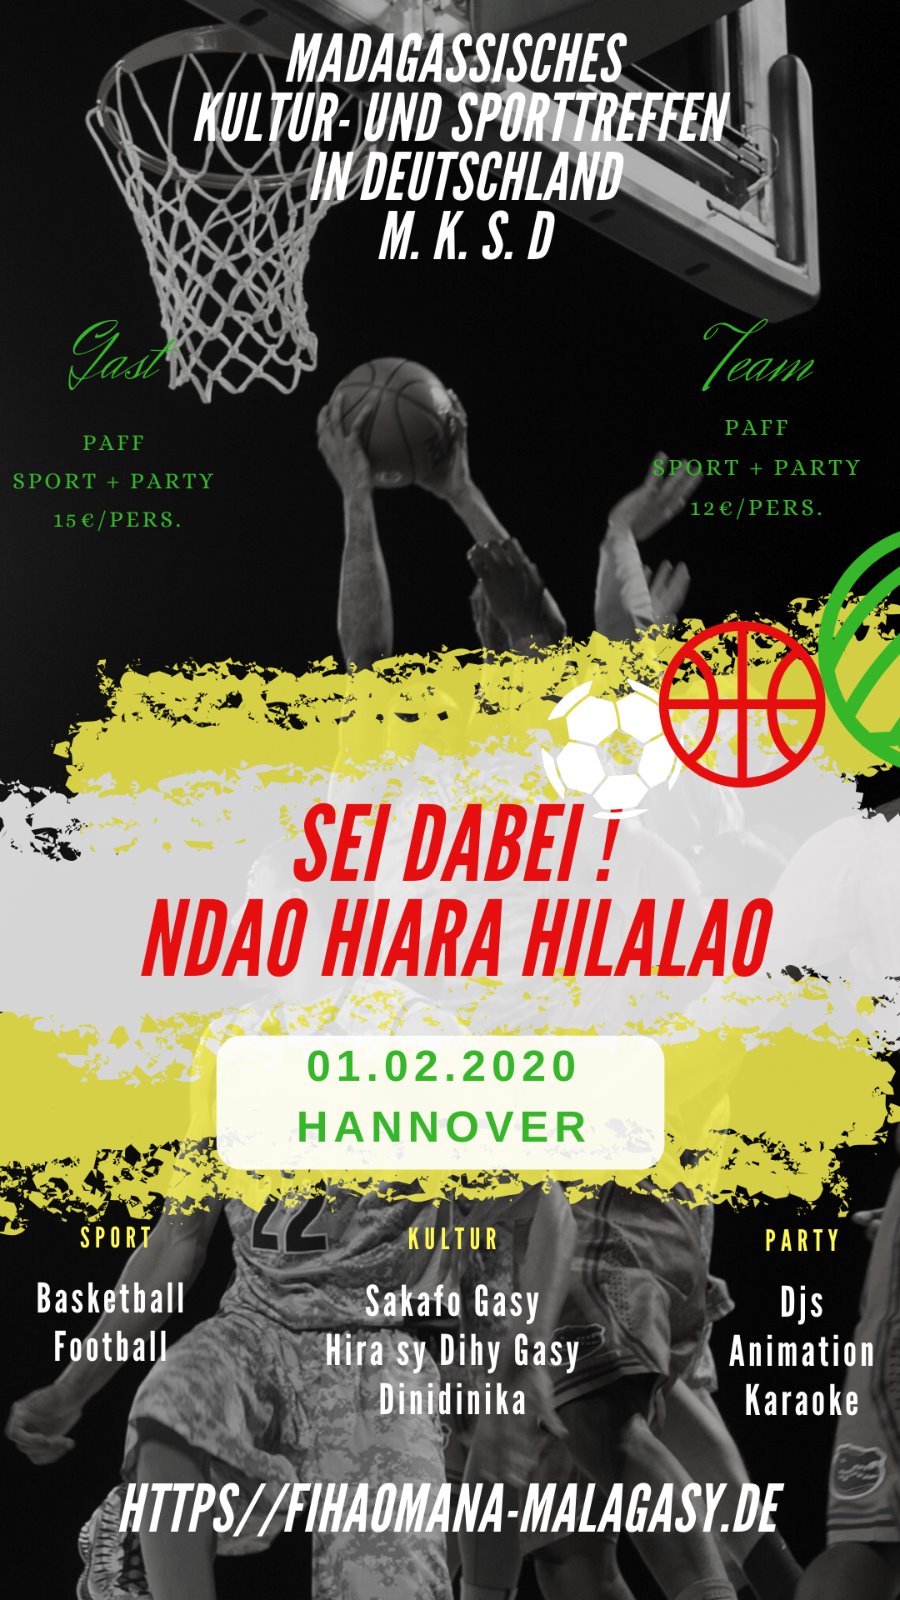 MADAGASSISCHES
KULTUR- UND SPORTTREFFEN
IN DEUTSCHLAND
M. K. S. D
Gast
PAFF
SPORT + PARTY
15€/PERS.
Team
PAFF
SPORT + PARTY
12€/PERS.
SEI DABEI !
NDAO HIARA HILALAO
01.02.2020
HANNOVER
22
SPORT
Basketball
Football
KULTUR
Sakafo Gasy
Hira sy Dihy Gasy
Dinidinika
PARTY
Djs
Animation
Karaoke
HTTPS//FIHAOMANA-MALAGASY.DE